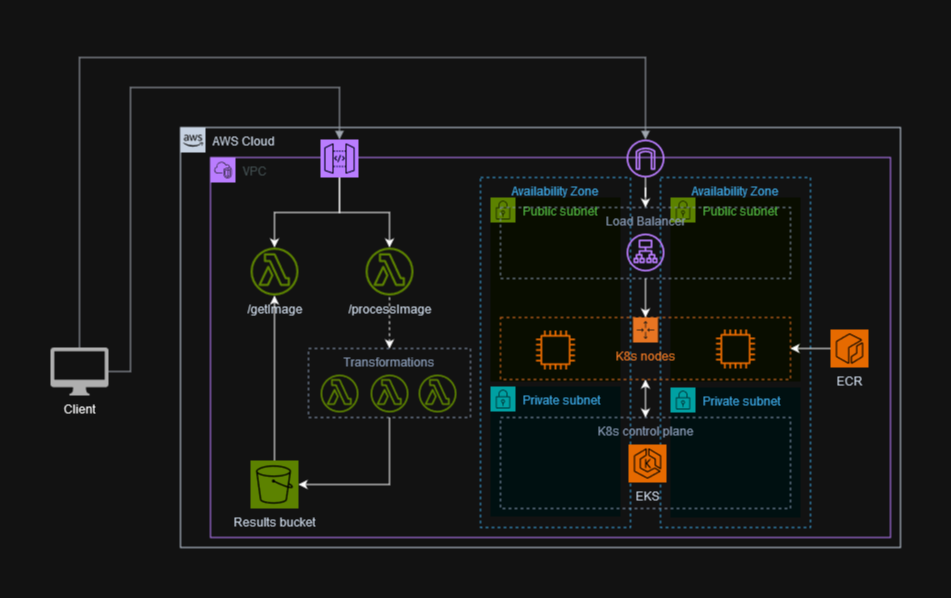 aws
AWS Cloud
VPC
Availability Zone
Availability Zone
Public subnet
Public subnet
Load Balancer
/getImage
/processImage
Transformations
K8s nodes
ECR
Client
Private subnet
Private subnet
K8s control plane
EKS
Results bucket